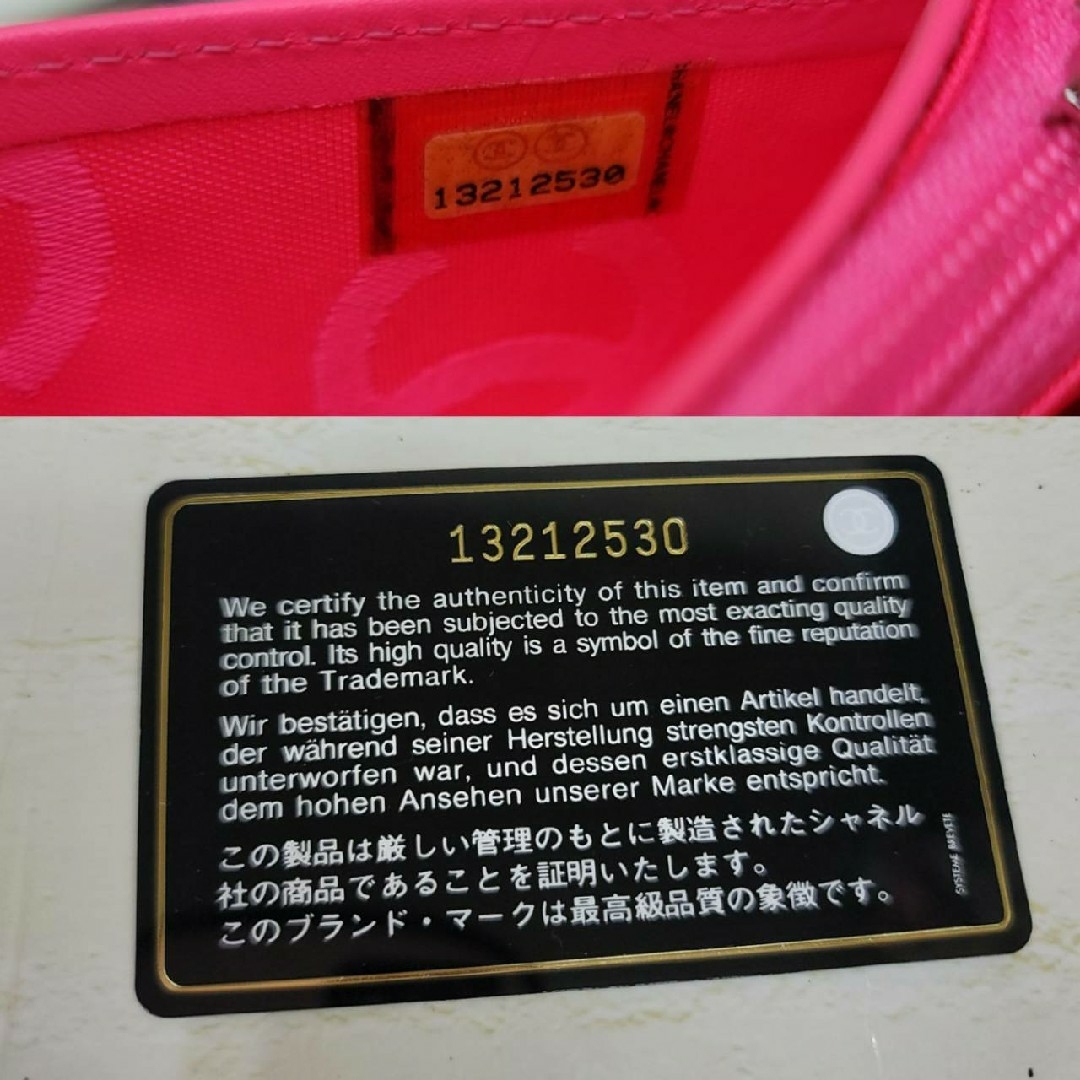 CHANEL
13212530
13212530
We certify the authenticity of this item and confirm
that it has been subjected to the most exacting quality
control. Its high quality is a symbol of the fine reputation
of the Trademark.
Wir bestätigen, dass es sich um einen Artikel handelt,
der während seiner Herstellung strengsten Kontrollen
unterworfen war, und dessen erstklassige Qualität
dem hohen Ansehen unserer Marke entspricht.
この製品は厳しい管理のもとに製造されたシャネル
社の商品であることを証明いたします。
このブランド・マークは最高級品質の象徴です。
SYSTEME BREVETE